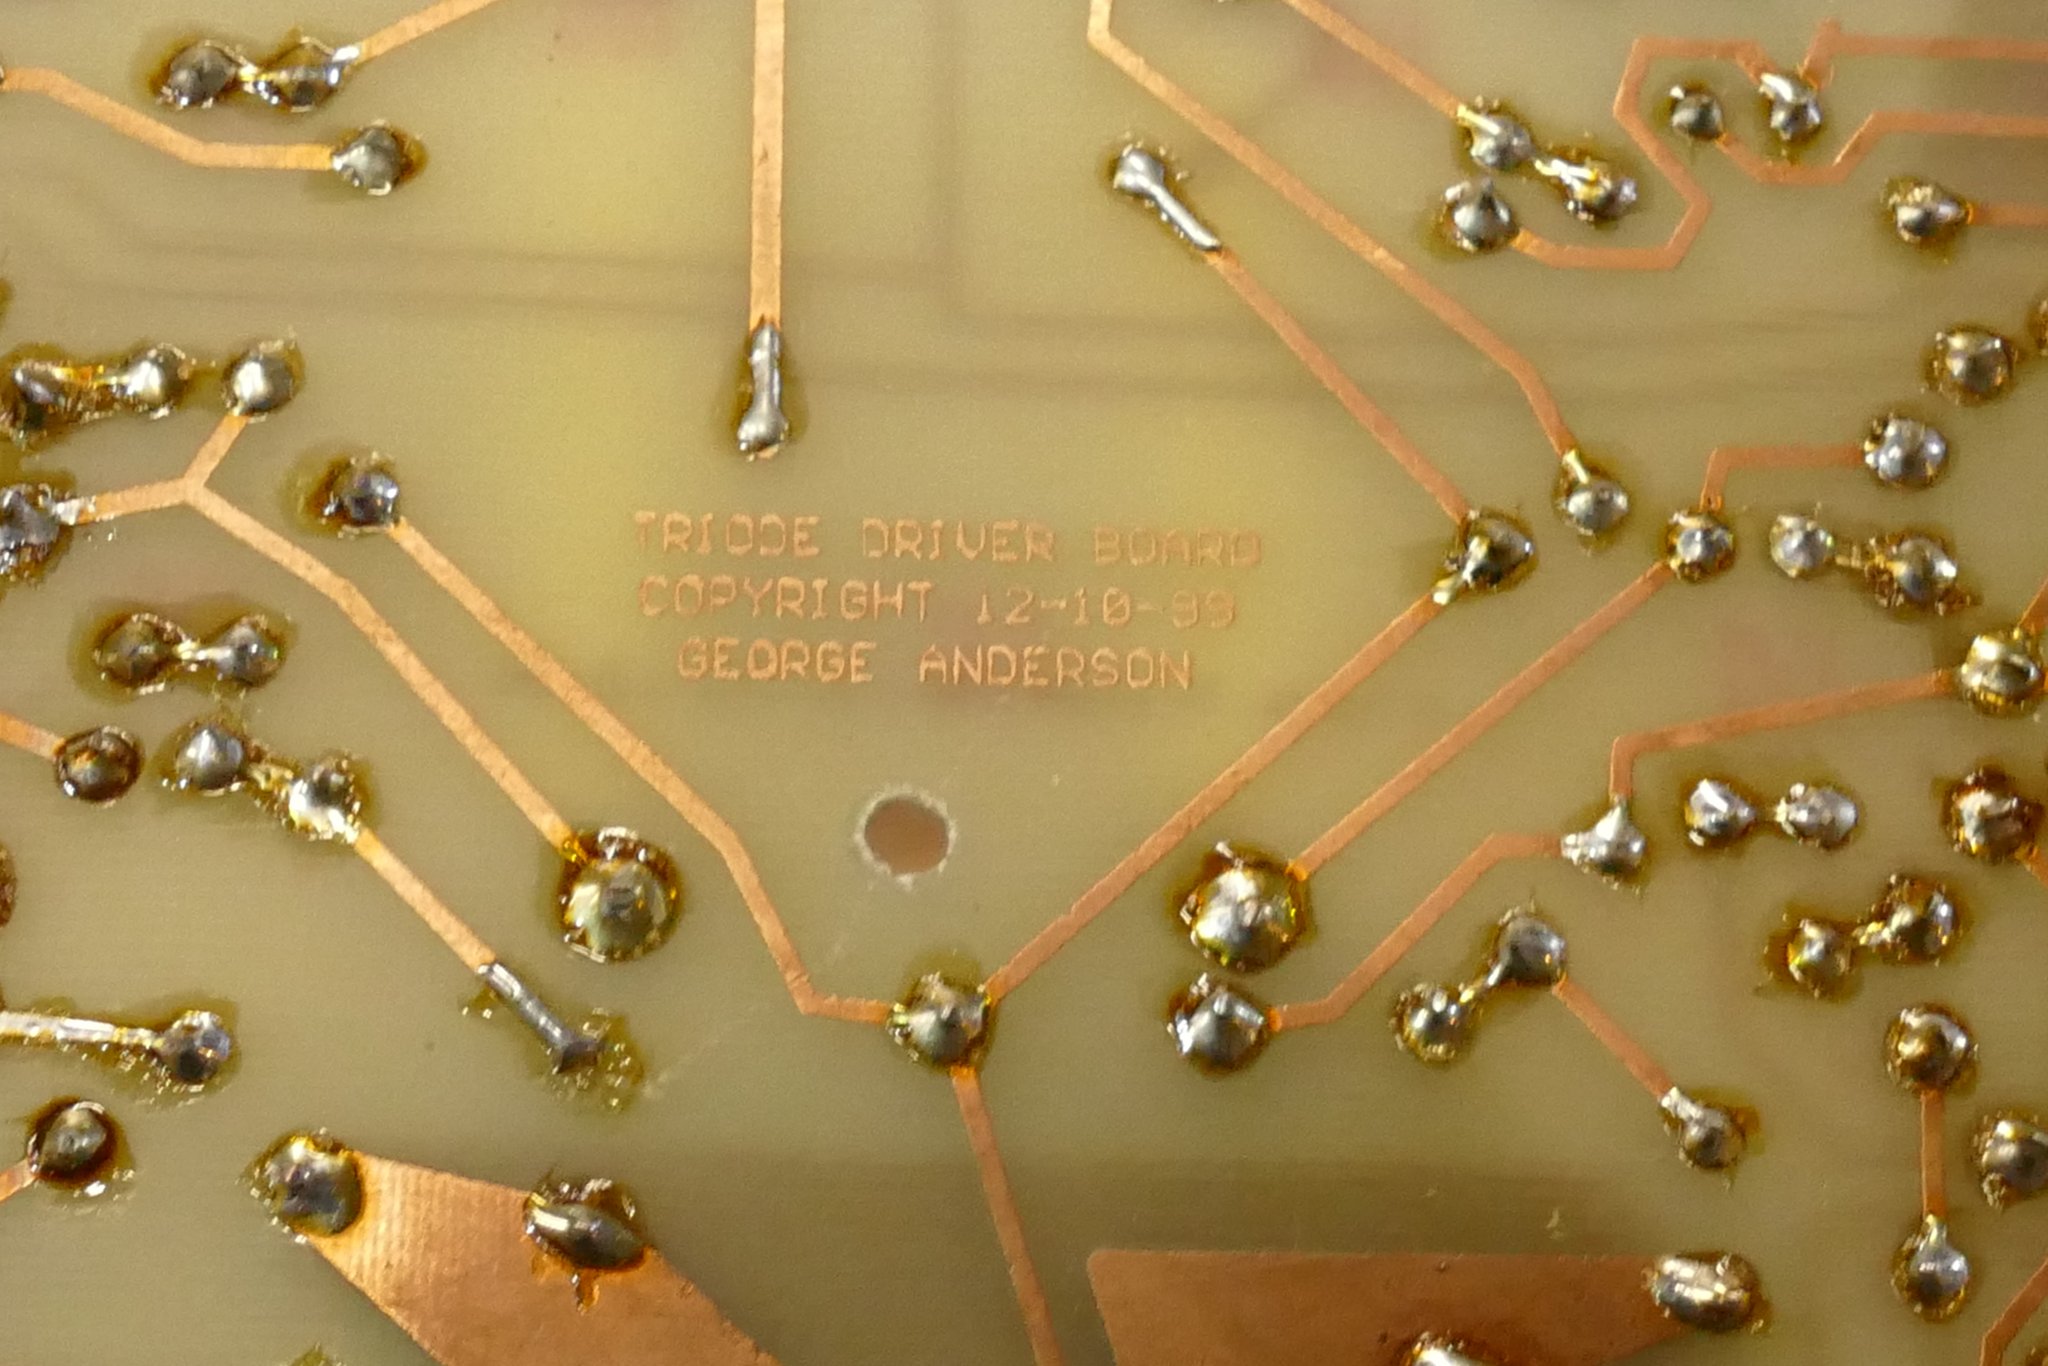 TRIODE DRIVER BOARD
COPYRIGHT 12-10-99
GEORGE ANDERSON